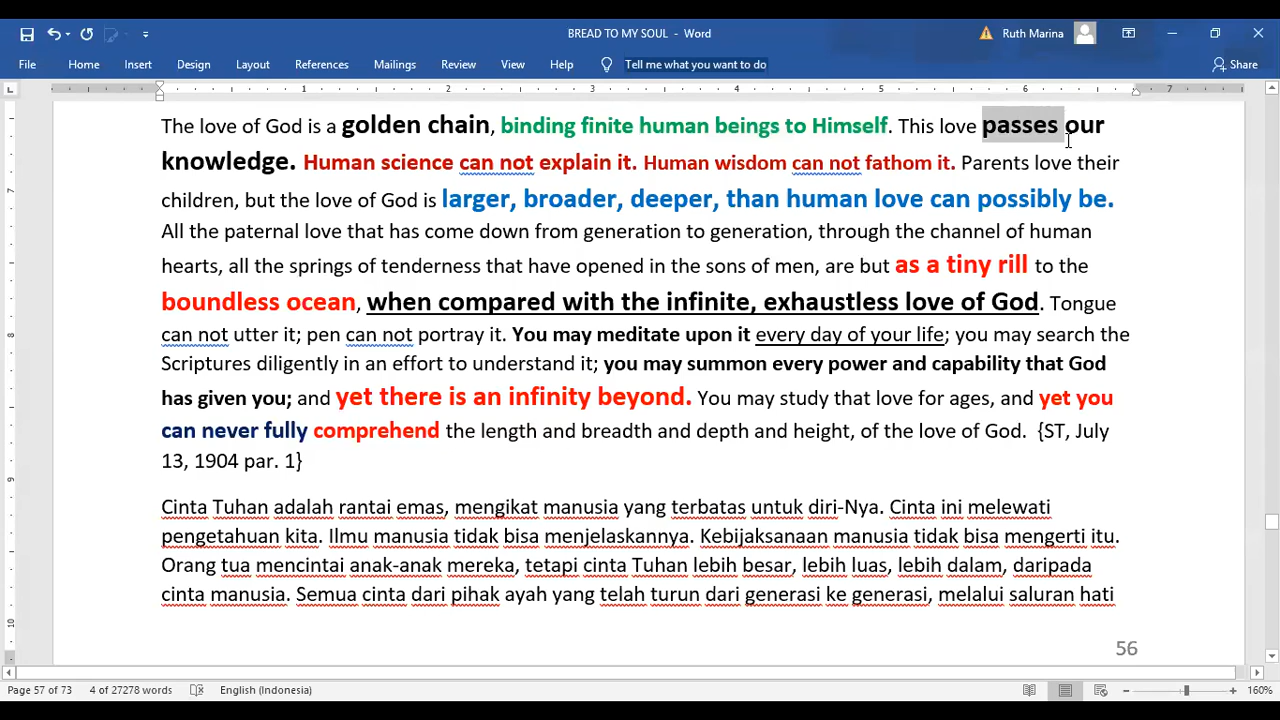 BREAD TO MY SOUL - Word
Ruth Marina
File Home Insert Design Layout References Mailings Review View Help Tell me what you want to do Share
1 2 3 4 5 6 7
The love of God is a golden chain, binding finite human beings to Himself. This love passes our
knowledge. Human science can not explain it. Human wisdom can not fathom it. Parents love their
children, but the love of God is larger, broader, deeper, than human love can possibly be.
All the paternal love that has come down from generation to generation, through the channel of human
hearts, all the springs of tenderness that have opened in the sons of men, are but as a tiny rill to the
boundless ocean, when compared with the infinite, exhaustless love of God. Tongue
can not utter it; pen can not portray it. You may meditate upon it every day of your life; you may search the
Scriptures diligently in an effort to understand it; you may summon every power and capability that God
has given you; and yet there is an infinity beyond. You may study that love for ages, and yet you
can never fully comprehend the length and breadth and depth and height, of the love of God. {ST, July
13, 1904 par. 1}
Cinta Tuhan adalah rantai emas, mengikat manusia yang terbatas untuk diri-Nya. Cinta ini melewati
pengetahuan kita. Ilmu manusia tidak bisa menjelaskannya. Kebijaksanaan manusia tidak bisa mengerti itu.
Orang tua mencintai anak-anak mereka, tetapi cinta Tuhan lebih besar, lebih luas, lebih dalam, daripada
cinta manusia. Semua cinta dari pihak ayah yang telah turun dari generasi ke generasi, melalui saluran hati
56
7
8
9
10
11
Page 57 of 73 4 of 27278 words English (Indonesia) 160%